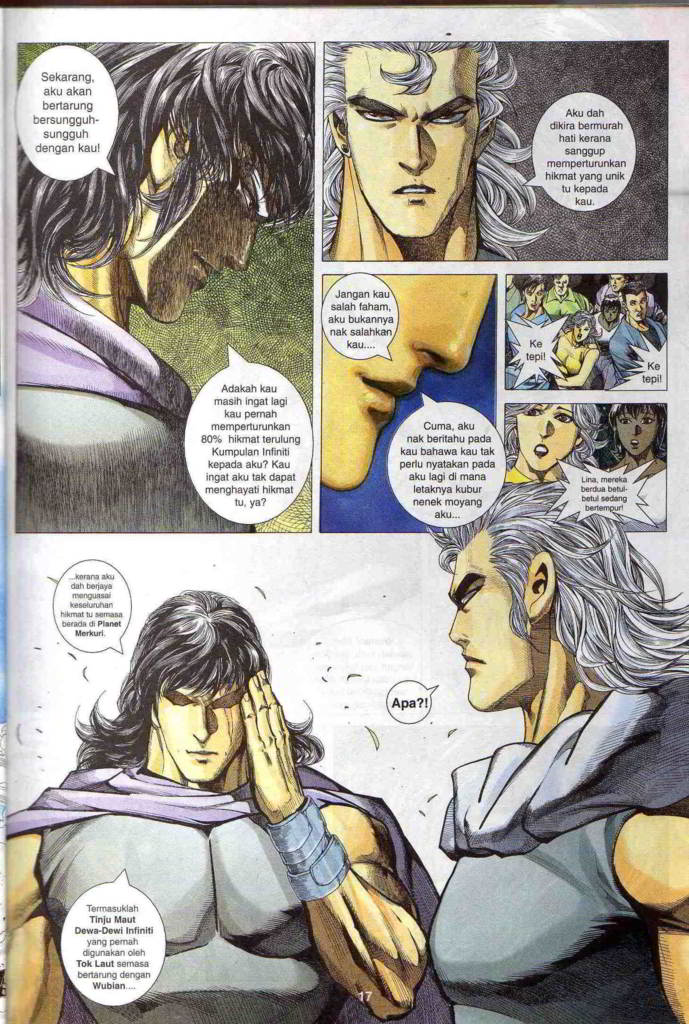 Sekarang,
aku akan
bertarung
bersungguh-
sungguh
dengan kau!
Adakah kau
masih ingat lagi
kau pernah
memperturunkan
80% hikmat terulung
Kumpulan Infiniti
kepada aku? Kau
ingat aku tak dapat
menghayati hikmat
tu, ya?
Aku dah
dikira bermurah
hati kerana
sanggup
memperturunkan
hikmat yang unik
tu kepada
kau.
Jangan kau
salah faham,
aku bukannya
nak salahkan
kau....
Cuma, aku
nak beritahu pada
kau bahawa kau tak
perlu nyatakan pada
aku lagi di mana
letaknya kubur
nenek moyang
aku...
Ke
tepi!
Ke
tepi!
Lina, mereka
berdua betul-
betul sedang
bertempur!
...kerana aku
dah berjaya
menguasai
keseluruhan
hikmat tu semasa
berada di Planet
Merkuri.
Apa?!
Termasuklah
Tinju Maut
Dewa-Dewi Infiniti
yang pernah
digunakan oleh
Tok Laut semasa
bertarung dengan
Wubian....
17